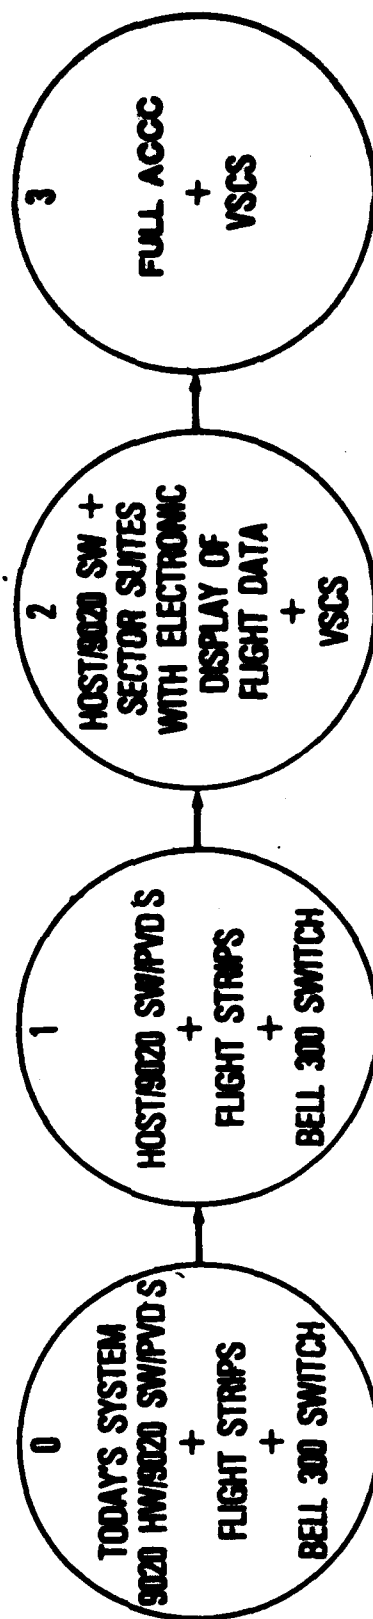 0
TODAY'S SYSTEM
9020 HW/9020 SW/PVD'S
+
FLIGHT STRIPS
+
BELL 300 SWITCH
1
HOST/9020 SW/PVD'S
+
FLIGHT STRIPS
+
BELL 300 SWITCH
2
HOST/9020 SW +
SECTOR SUITES
WITH ELECTRONIC
DISPLAY OF
FLIGHT DATA
+
VSCS
3
FULL ACCC
+
VSCS